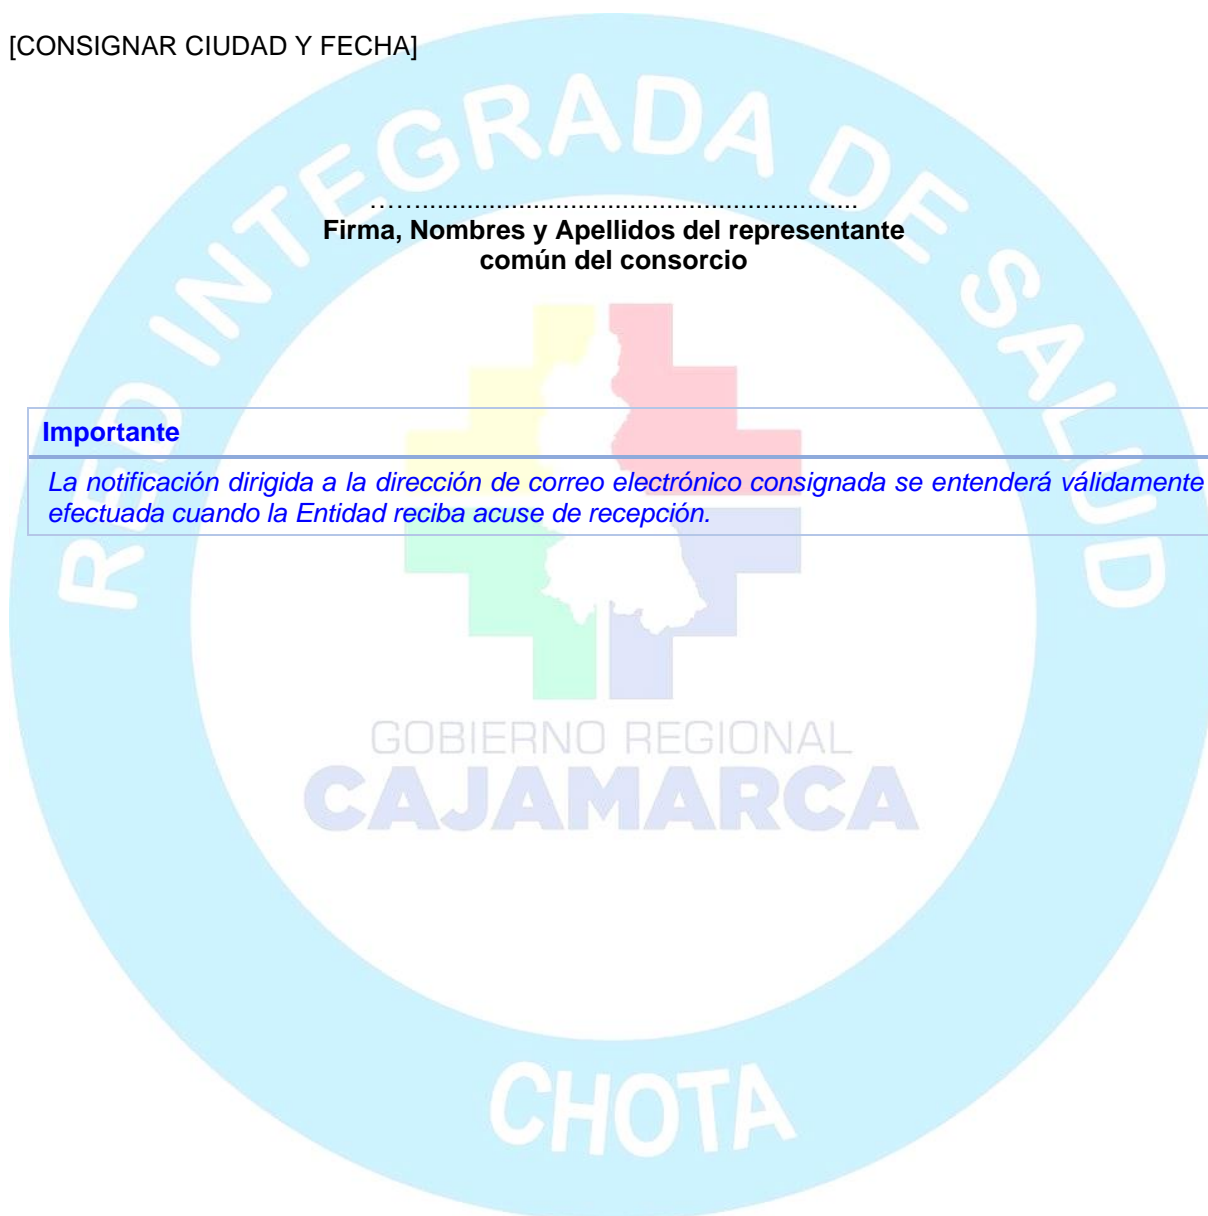 [CONSIGNAR CIUDAD Y FECHA]
RED INTEGRADA DE SALUD
……..........................................................
Firma, Nombres y Apellidos del representante
común del consorcio
Importante
La notificación dirigida a la dirección de correo electrónico consignada se entenderá válidamente
efectuada cuando la Entidad reciba acuse de recepción.
GOBIERNO REGIONAL
CAJAMARCA
CHOTA